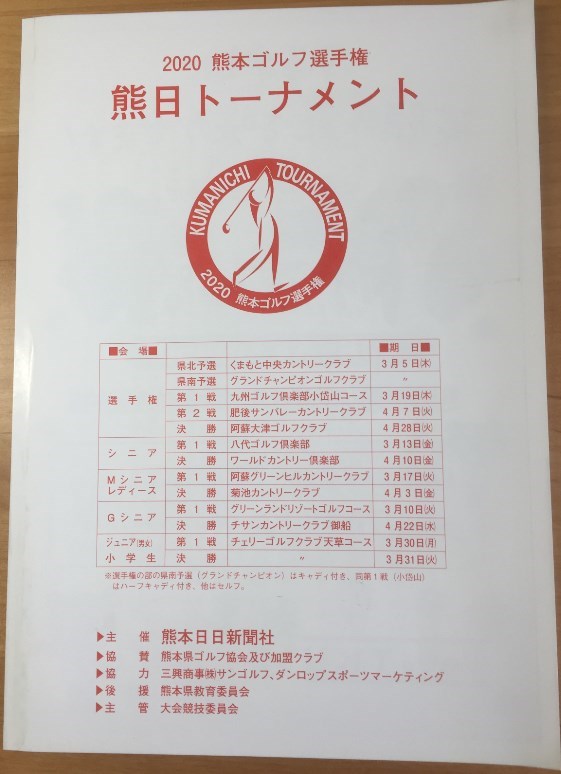 2020 熊本ゴルフ選手権
熊日トーナメント
KUMANICHI TOURNAMENT
2020 熊本ゴルフ選手権
■会 場■ ■期 日■
選手権 県北予選 くまもと中央カントリークラブ 3月5日㈭
県南予選 グランドチャンピオンゴルフクラブ 〃
第1戦 九州ゴルフ倶楽部小岱山コース 3月19日㈭
第2戦 肥後サンバレーカントリークラブ 4月7日㈫
決勝 阿蘇大津ゴルフクラブ 4月28日㈫
シニア 第1戦 八代ゴルフ倶楽部 3月13日㈮
決勝 ワールドカントリー倶楽部 4月10日㈮
Mシニア 第1戦 阿蘇グリーンヒルカントリークラブ 3月17日㈫
レディース 決勝 菊池カントリークラブ 4月3日㈮
Gシニア 第1戦 グリーンランドリゾートゴルフコース 3月10日㈫
決勝 チサンカントリークラブ御船 4月22日㈬
ジュニア(男女) 第1戦 チェリーゴルフクラブ天草コース 3月30日㈪
小学生 決勝 〃 3月31日㈫
※選手権の部の県南予選（グランドチャンピオン）はキャディ付き、同第1戦（小岱山）
はハーフキャディ付き、他はセルフ。
▶主 催 熊本日日新聞社
▶協 賛 熊本県ゴルフ協会及び加盟クラブ
▶協 力 三興商事㈱サンゴルフ、ダンロップスポーツマーケティング
▶後 援 熊本県教育委員会
▶主 管 大会競技委員会